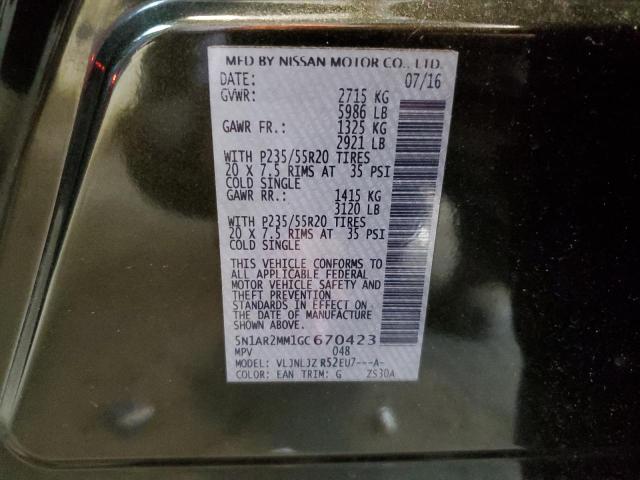 MFD BY NISSAN MOTOR CO., LTD.
DATE: 07/16
GVWR: 2715 KG
5986 LB
GAWR FR.: 1325 KG
2921 LB
WITH P235/55R20 TIRES
20 X 7.5 RIMS AT 35 PSI
COLD SINGLE
GAWR RR.: 1415 KG
3120 LB
WITH P235/55R20 TIRES
20 X 7.5 RIMS AT 35 PSI
COLD SINGLE
THIS VEHICLE CONFORMS TO
ALL APPLICABLE FEDERAL
MOTOR VEHICLE SAFETY AND
THEFT PREVENTION
STANDARDS IN EFFECT ON
THE DATE OF MANUFACTURE
SHOWN ABOVE.
5N1AR2MM1GC670423
MPV 048
MODEL: VLJNLJZ R52EU7---A-
COLOR: EAN TRIM: G ZS30A